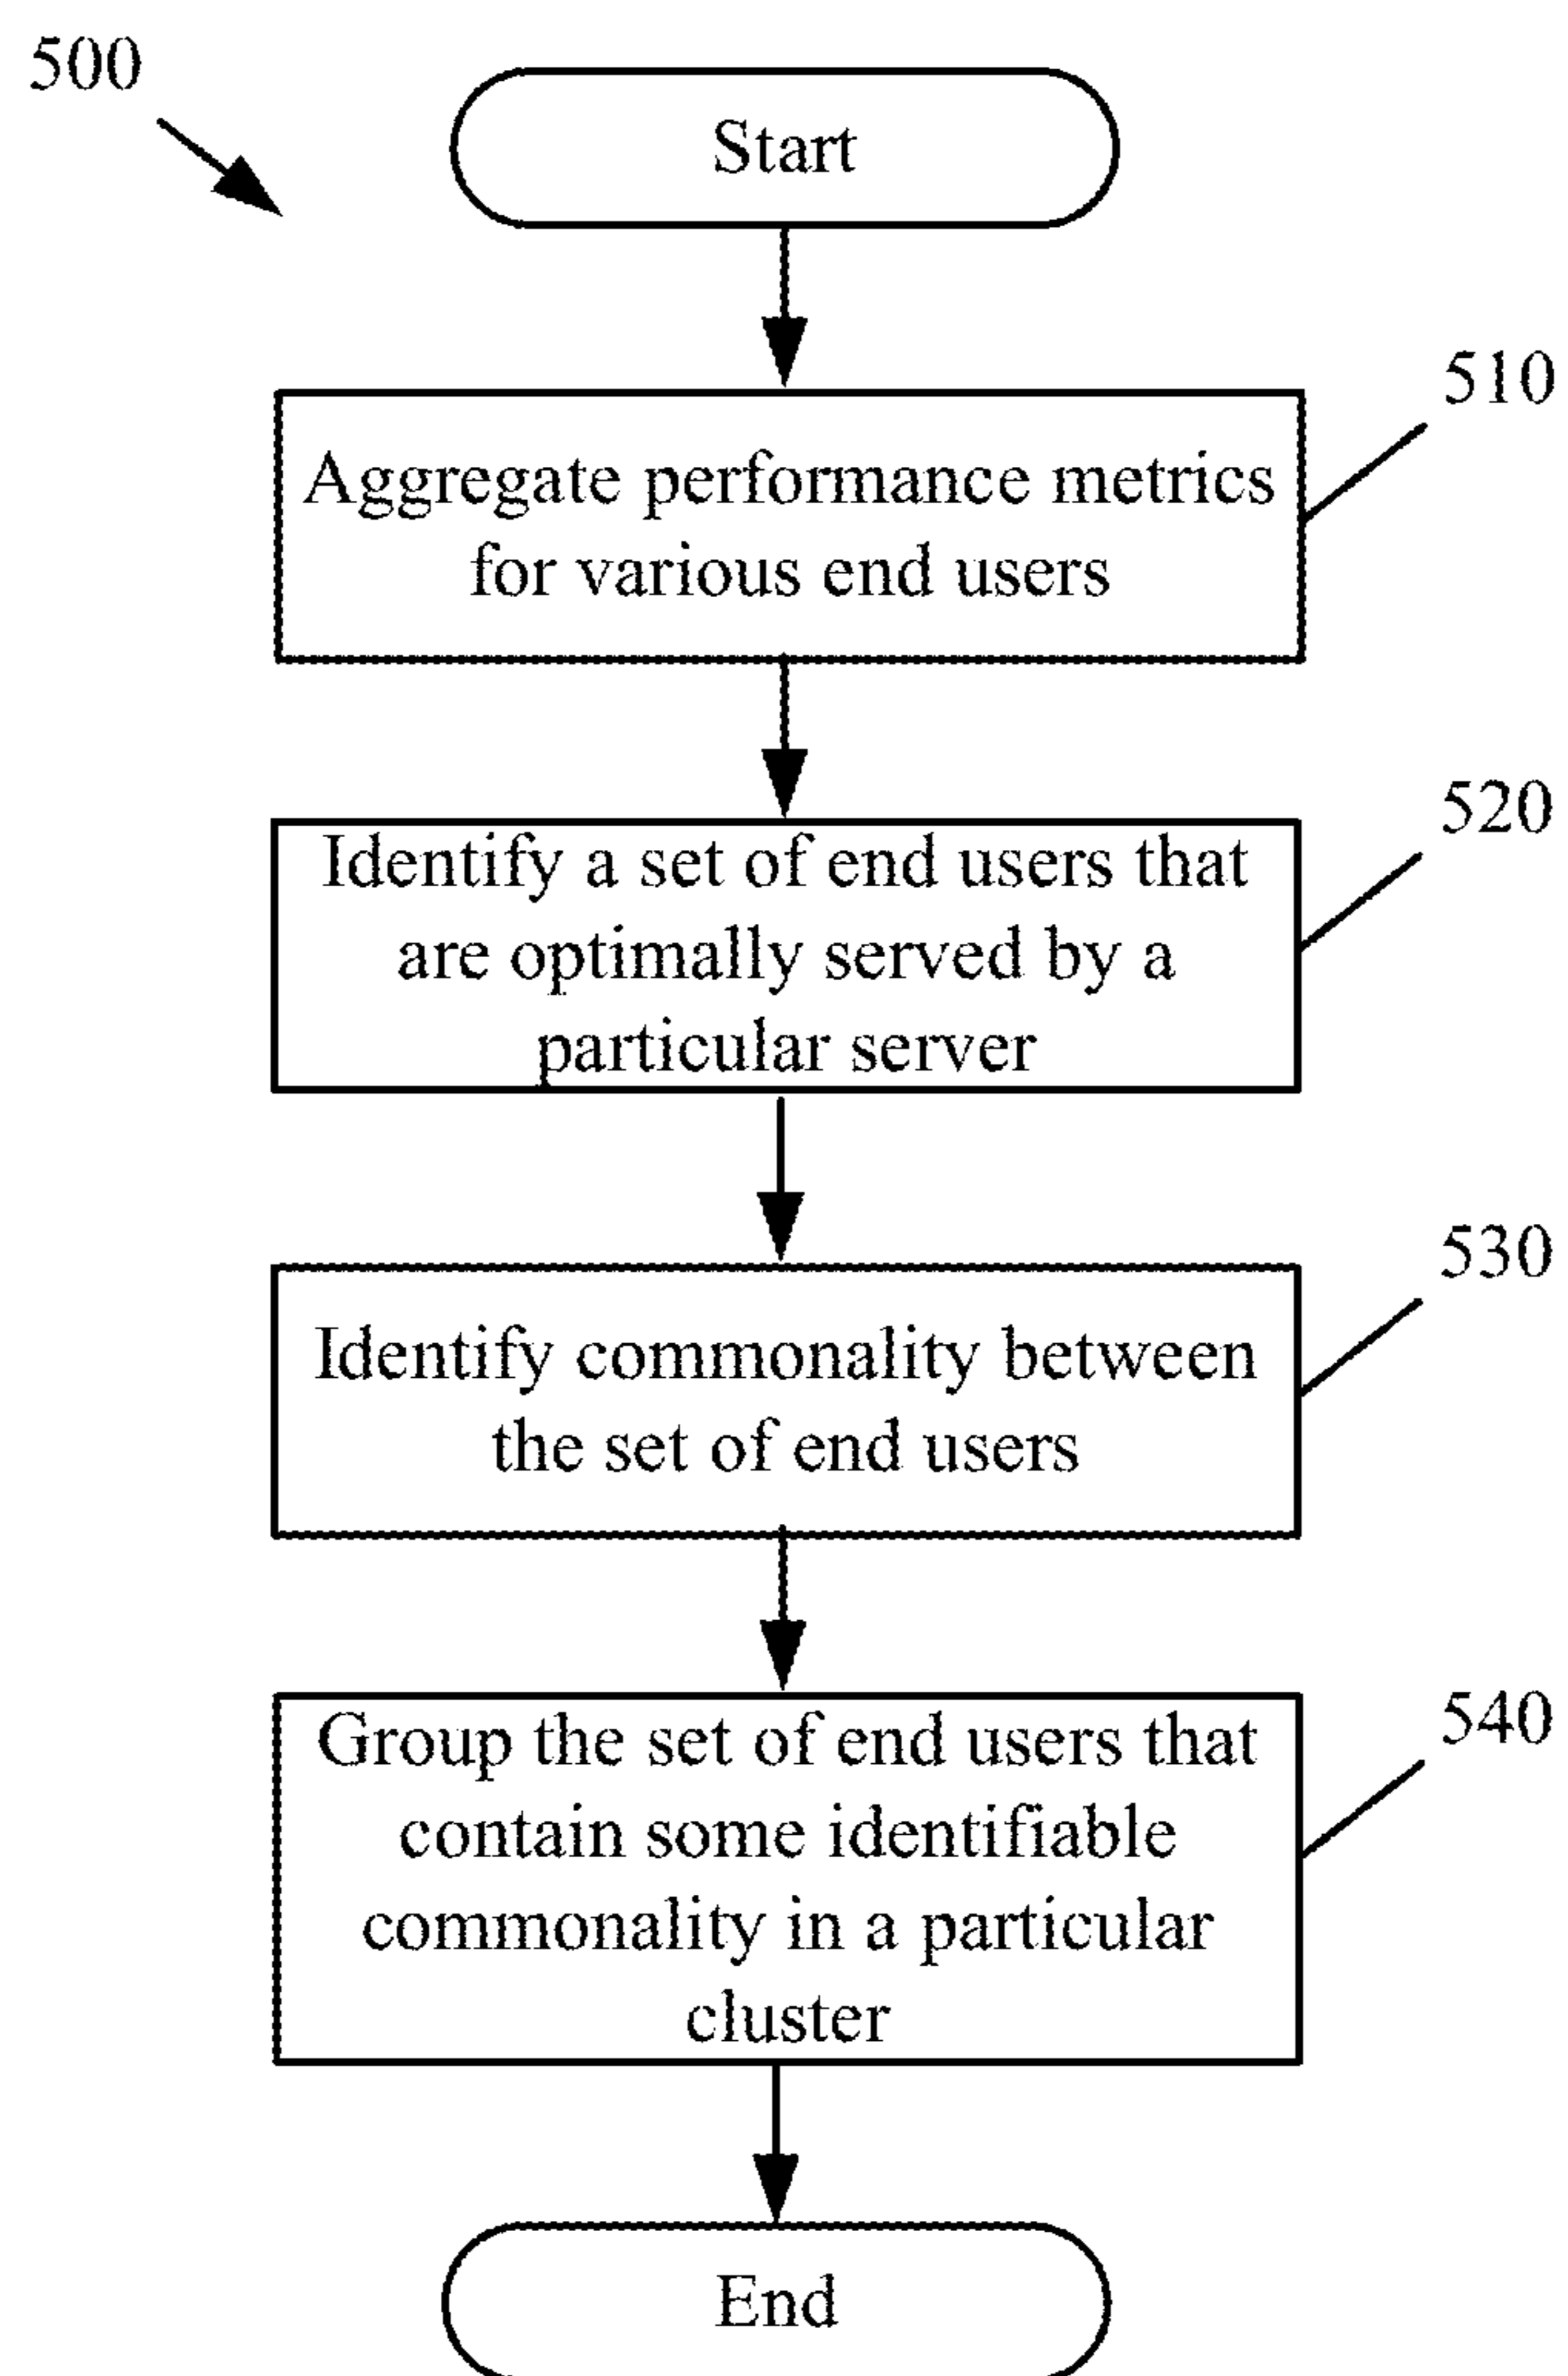 500
Start
510
Aggregate performance metrics
for various end users
520
Identify a set of end users that
are optimally served by a
particular server
530
Identify commonality between
the set of end users
540
Group the set of end users that
contain some identifiable
commonality in a particular
cluster
End